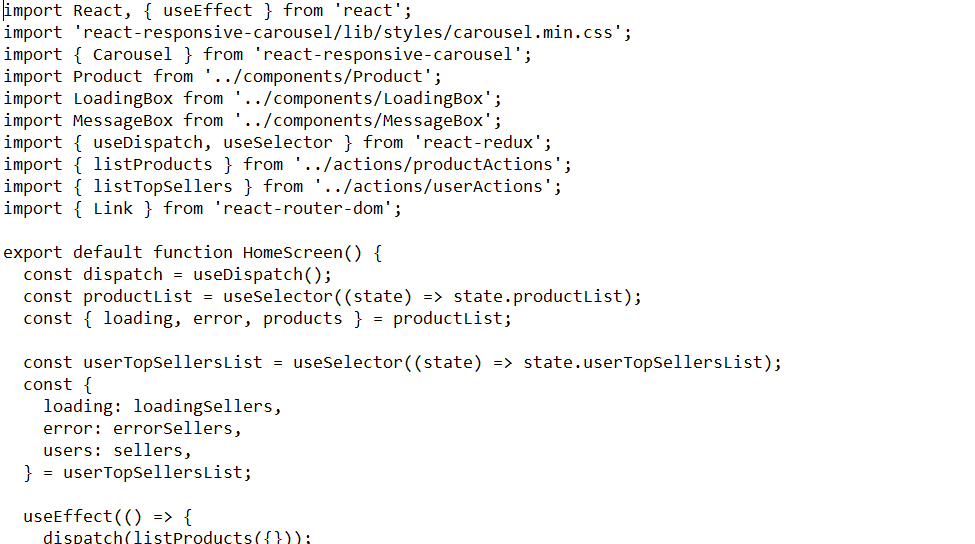 import React, { useEffect } from 'react';
import 'react-responsive-carousel/lib/styles/carousel.min.css';
import { Carousel } from 'react-responsive-carousel';
import Product from '../components/Product';
import LoadingBox from '../components/LoadingBox';
import MessageBox from '../components/MessageBox';
import { useDispatch, useSelector } from 'react-redux';
import { listProducts } from '../actions/productActions';
import { listTopSellers } from '../actions/userActions';
import { Link } from 'react-router-dom';

export default function HomeScreen() {
  const dispatch = useDispatch();
  const productList = useSelector((state) => state.productList);
  const { loading, error, products } = productList;

  const userTopSellersList = useSelector((state) => state.userTopSellersList);
  const {
    loading: loadingSellers,
    error: errorSellers,
    users: sellers,
  } = userTopSellersList;

  useEffect(() => {
    dispatch(listProducts({}));